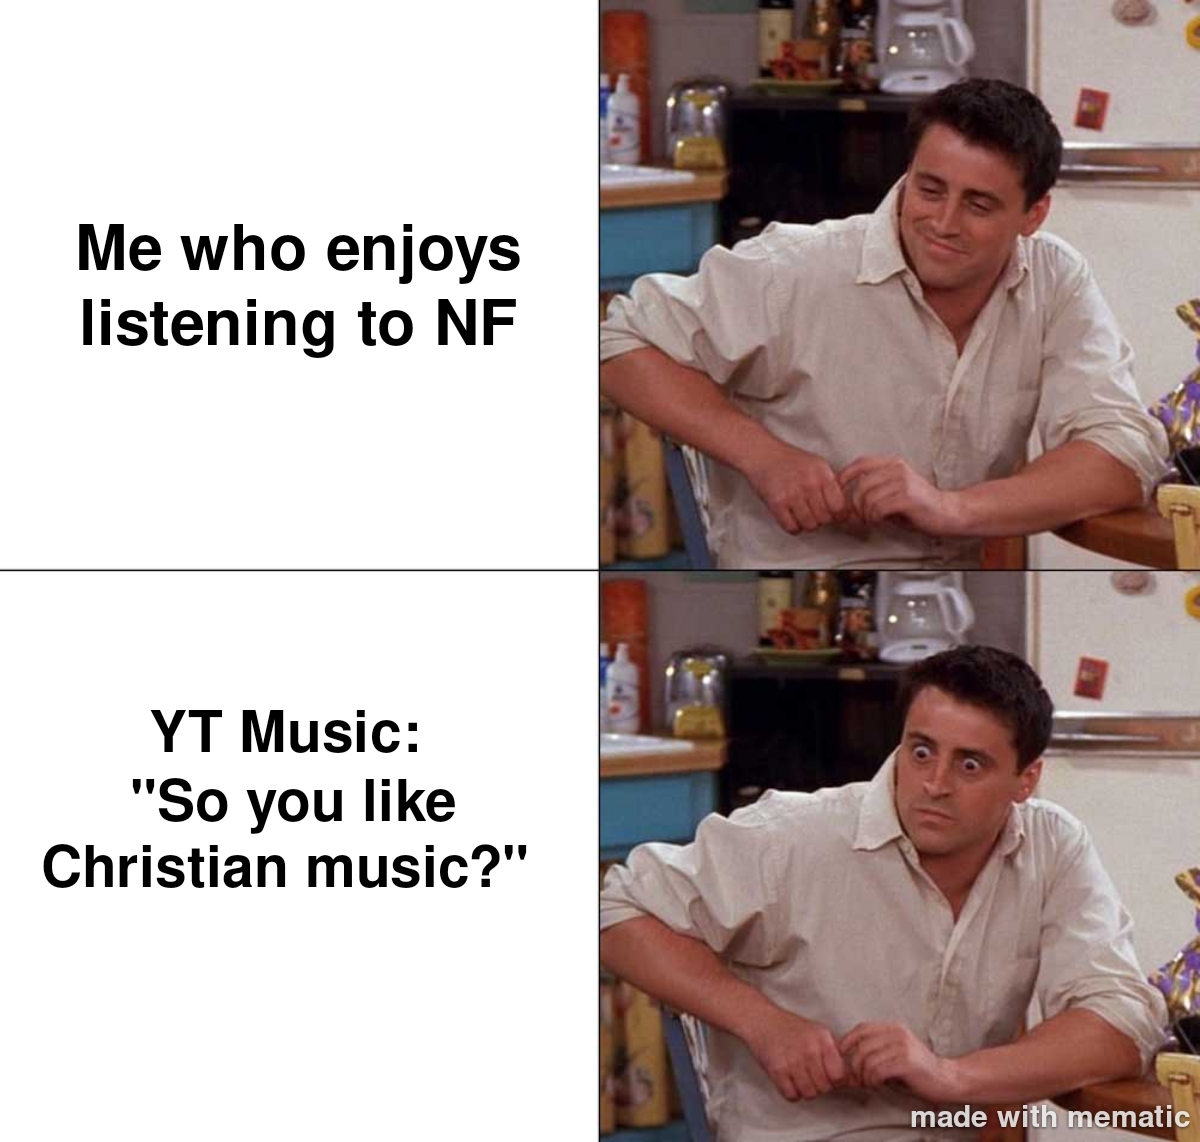 Me who enjoys
listening to NF
YT Music:
"So you like
Christian music?"
made with mematic